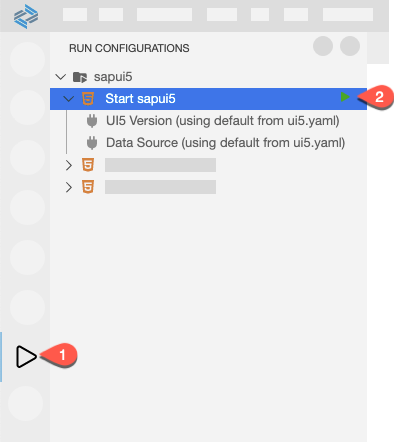 RUN CONFIGURATIONS
sapui5
Start sapui5
2
UI5 Version (using default from ui5.yaml)
Data Source (using default from ui5.yaml)
1